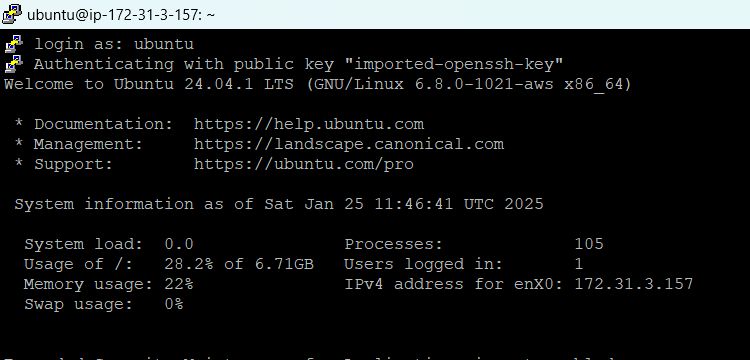 ubuntu@ip-172-31-3-157: ~
login as: ubuntu
Authenticating with public key "imported-openssh-key"
Welcome to Ubuntu 24.04.1 LTS (GNU/Linux 6.8.0-1021-aws x86_64)
* Documentation:  https://help.ubuntu.com
* Management:     https://landscape.canonical.com
* Support:        https://ubuntu.com/pro
System information as of Sat Jan 25 11:46:41 UTC 2025
System load:  0.0                Processes:             105
Usage of /:   28.2% of 6.71GB   Users logged in:       1
Memory usage: 22%                IPv4 address for enX0: 172.31.3.157
Swap usage:   0%